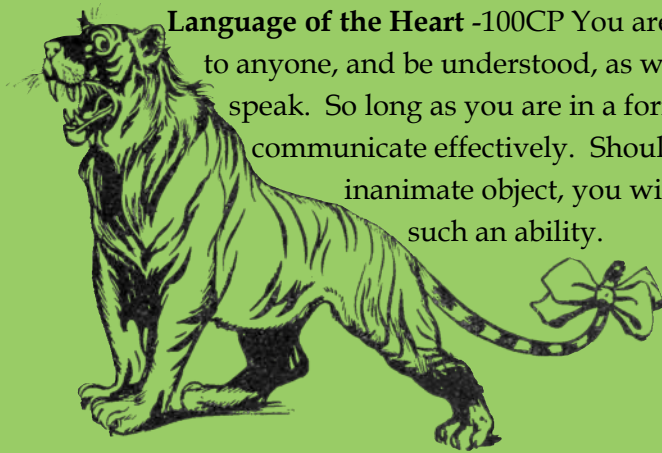 Language of the Heart -100CP You are
to anyone, and be understood, as w
speak. So long as you are in a for
communicate effectively. Shoul
inanimate object, you wi
such an ability.